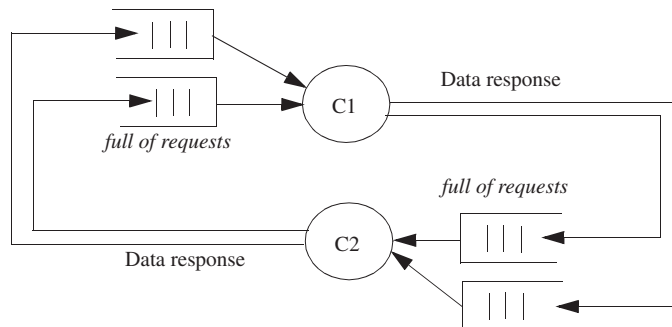 C1
Data response
full of requests
full of requests
C2
Data response